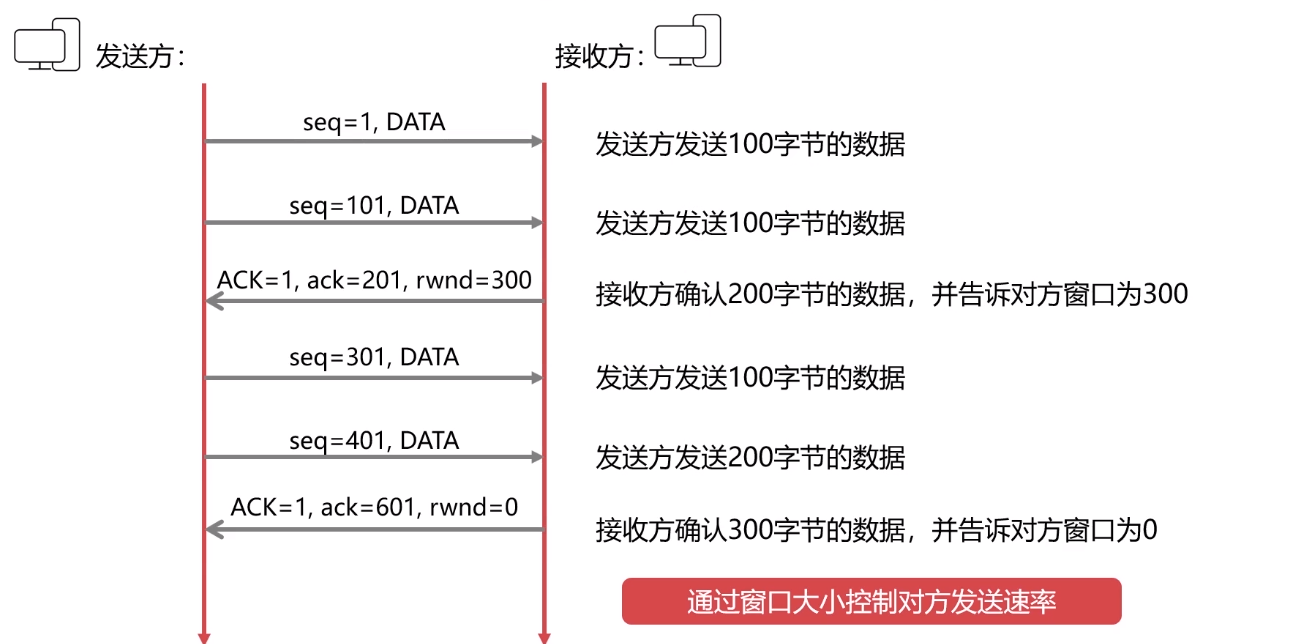 发送方：
接收方：
seq=1, DATA
发送方发送100字节的数据
seq=101, DATA
发送方发送100字节的数据
ACK=1, ack=201, rwnd=300
接收方确认200字节的数据，并告诉对方窗口为300
seq=301, DATA
发送方发送100字节的数据
seq=401, DATA
发送方发送200字节的数据
ACK=1, ack=601, rwnd=0
接收方确认300字节的数据，并告诉对方窗口为0
通过窗口大小控制对方发送速率